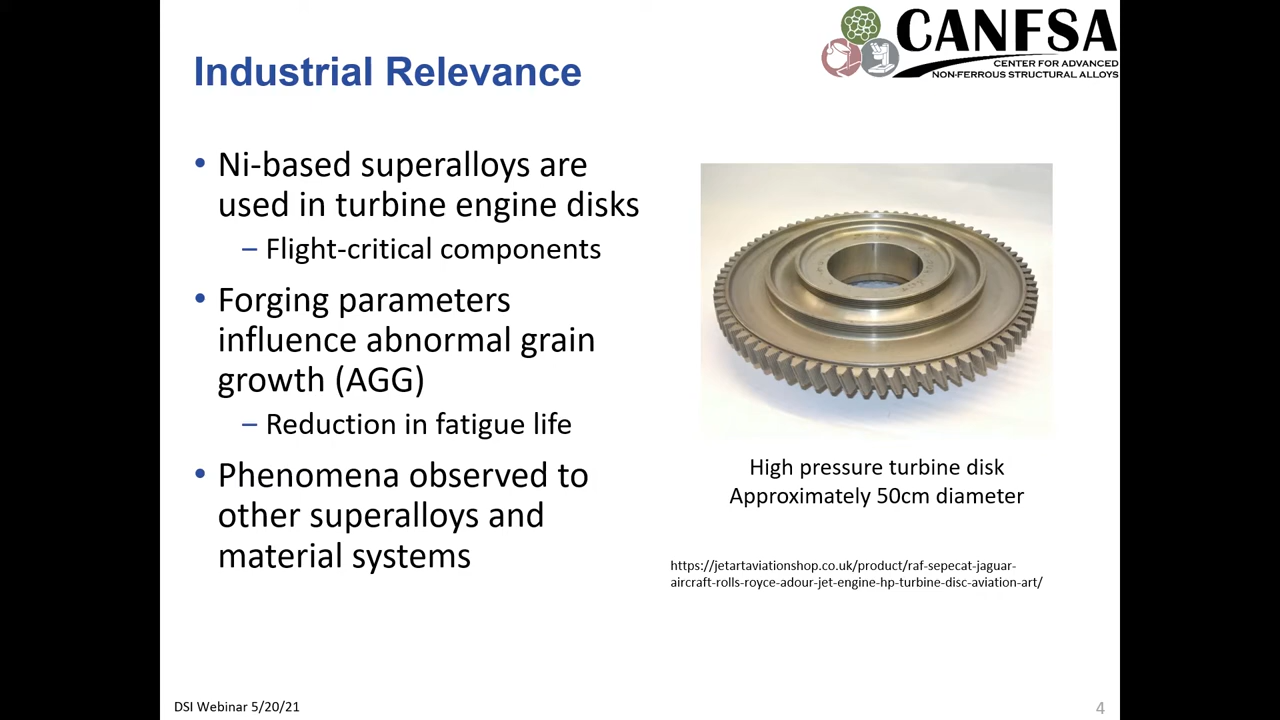 Industrial Relevance
CANFSA
CENTER FOR ADVANCED
NON-FERROUS STRUCTURAL ALLOYS
• Ni-based superalloys are
used in turbine engine disks
– Flight-critical components
• Forging parameters
influence abnormal grain
growth (AGG)
– Reduction in fatigue life
• Phenomena observed to
other superalloys and
material systems
High pressure turbine disk
Approximately 50cm diameter
https://jetartaviationshop.co.uk/product/raf-sepecat-jaguar-
aircraft-rolls-royce-adour-jet-engine-hp-turbine-disc-aviation-art/
DSI Webinar 5/20/21
4